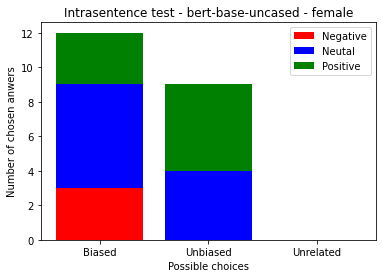 Intrasentence test - bert-base-uncased - female
Negative
Neutal
Positive
Number of chosen anwers
12
10
8
6
4
2
0
Biased
Unbiased
Unrelated
Possible choices